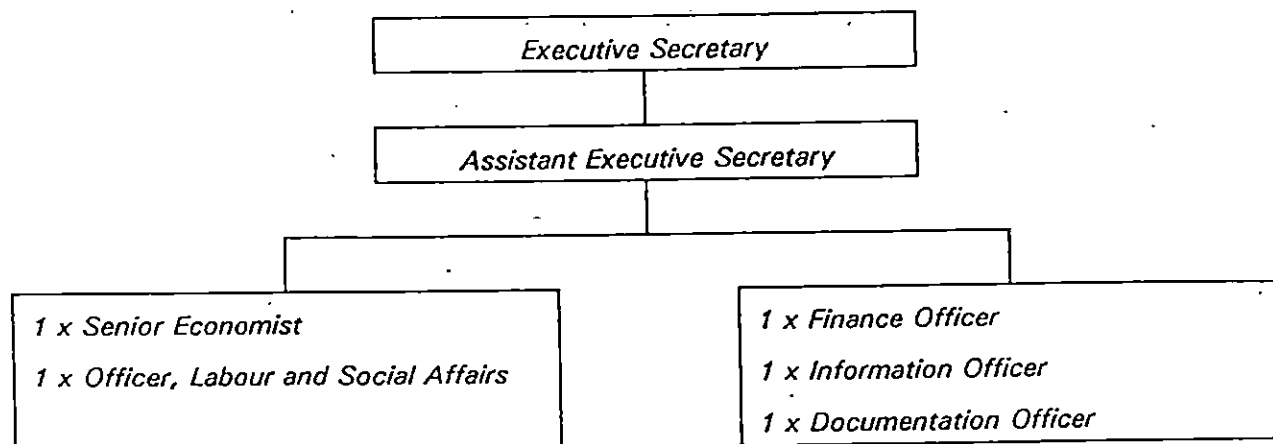 Executive Secretary
Assistant Executive Secretary
1 x Senior Economist
1 x Officer, Labour and Social Affairs
1 x Finance Officer
1 x Information Officer
1 x Documentation Officer